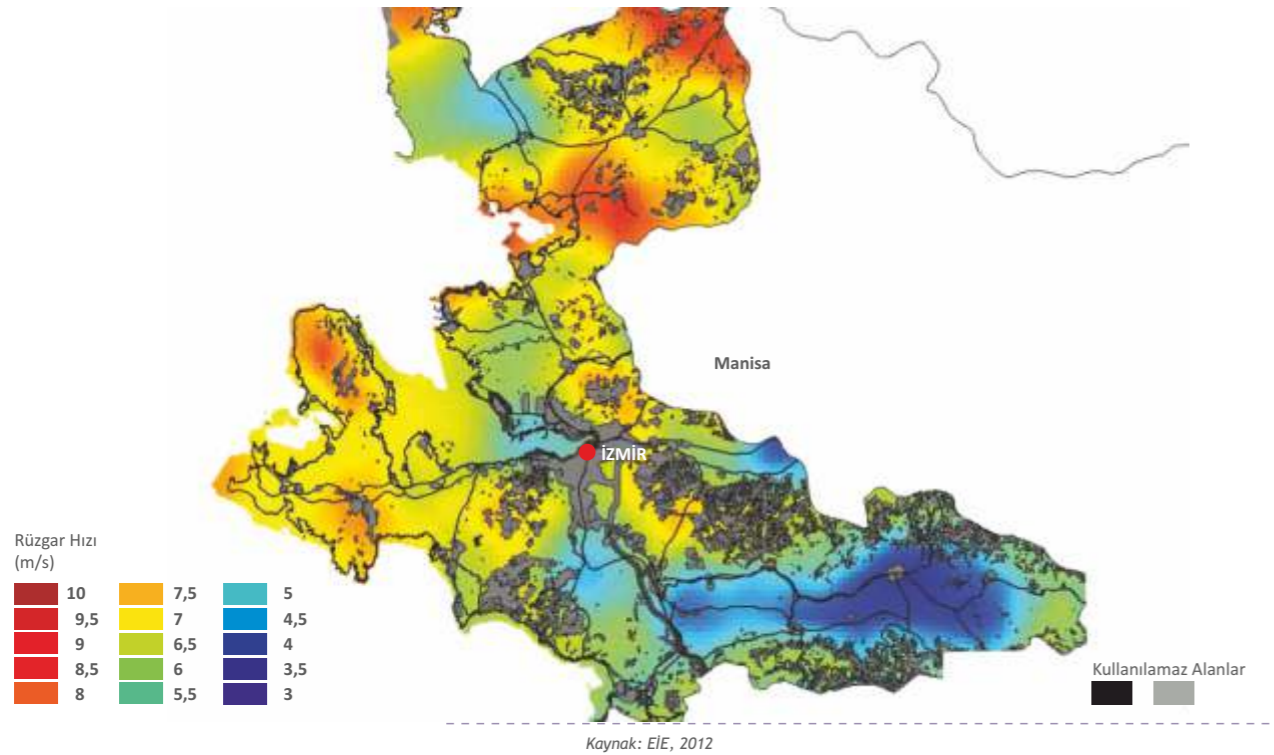 Manisa
İZMİR
Rüzgar Hızı
(m/s)
10 7,5 5
9,5 7 4,5
9 6,5 4
8,5 6 3,5
8 5,5 3
Kullanılamaz Alanlar
Kaynak: EİE, 2012